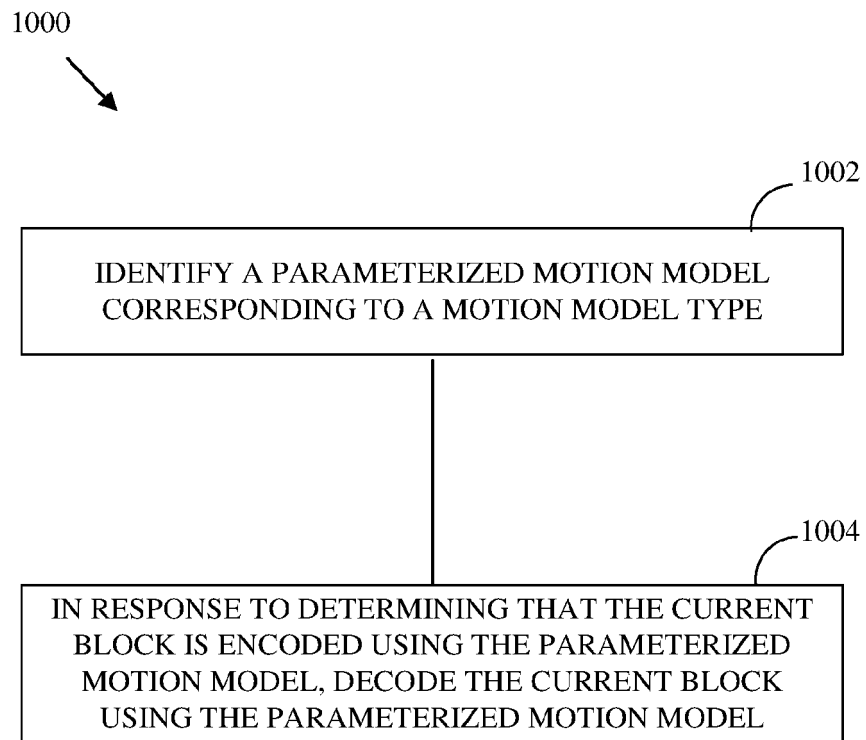 1000
1002
IDENTIFY A PARAMETERIZED MOTION MODEL
CORRESPONDING TO A MOTION MODEL TYPE
1004
IN RESPONSE TO DETERMINING THAT THE CURRENT
BLOCK IS ENCODED USING THE PARAMETERIZED
MOTION MODEL, DECODE THE CURRENT BLOCK
USING THE PARAMETERIZED MOTION MODEL